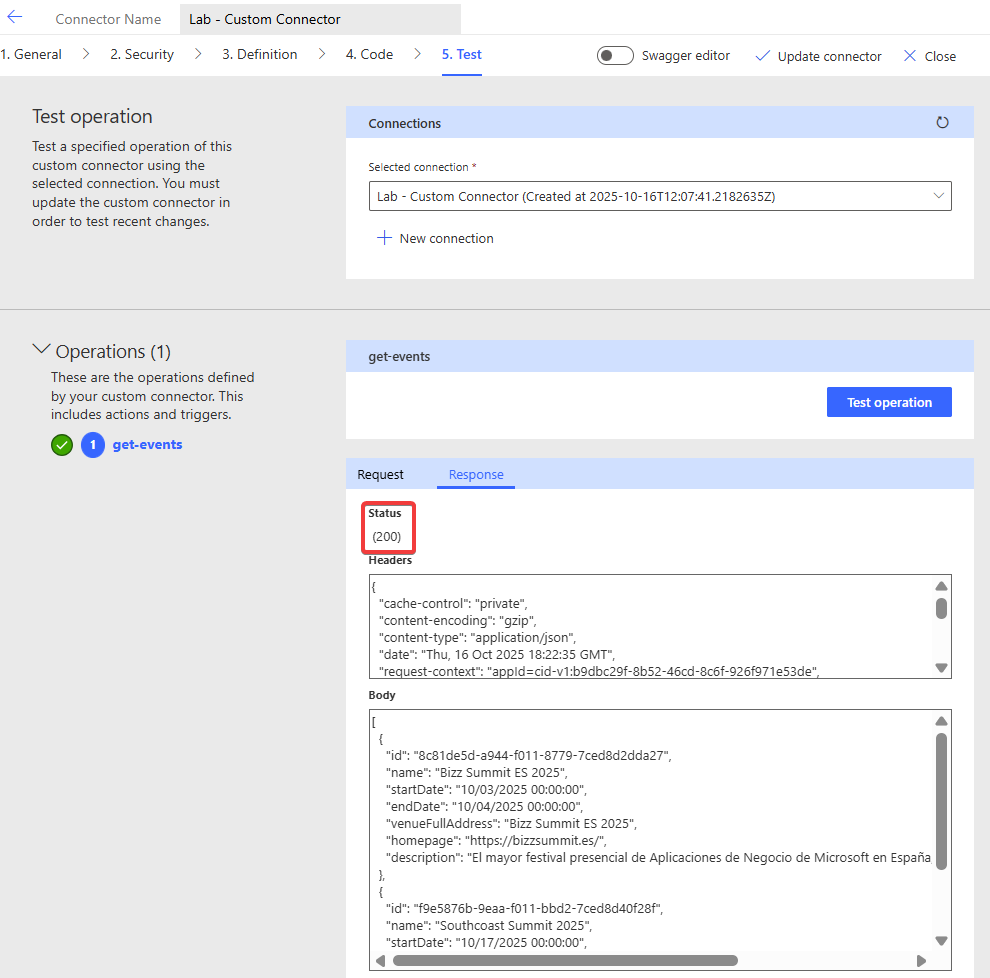 Connector Name
Lab - Custom Connector
1. General
2. Security
3. Definition
4. Code
5. Test
Swagger editor
Update connector
Close
Test operation
Test a specified operation of this
custom connector using the
selected connection. You must
update the custom connector in
order to test recent changes.
Connections
Selected connection *
Lab - Custom Connector (Created at 2025-10-16T12:07:41.2182635Z)
New connection
Operations (1)
These are the operations defined
by your custom connector. This
includes actions and triggers.
1
get-events
get-events
Test operation
Request
Response
Status
(200)
Headers
{
"cache-control": "private",
"content-encoding": "gzip",
"content-type": "application/json",
"date": "Thu, 16 Oct 2025 18:22:35 GMT",
"request-context": "appId=cid-v1:b9dbc29f-8b52-46cd-8c6f-926f971e53de",
Body
[
{
"id": "8c81de5d-a944-f011-8779-7ced8d2dda27",
"name": "Bizz Summit ES 2025",
"startDate": "10/03/2025 00:00:00",
"endDate": "10/04/2025 00:00:00",
"venueFullAddress": "Bizz Summit ES 2025",
"homepage": "https://bizzsummit.es/",
"description": "El mayor festival presencial de Aplicaciones de Negocio de Microsoft en España
},
{
"id": "f9e5876b-9eaa-f011-bbd2-7ced8d40f28f",
"name": "Southcoast Summit 2025",
"startDate": "10/17/2025 00:00:00",